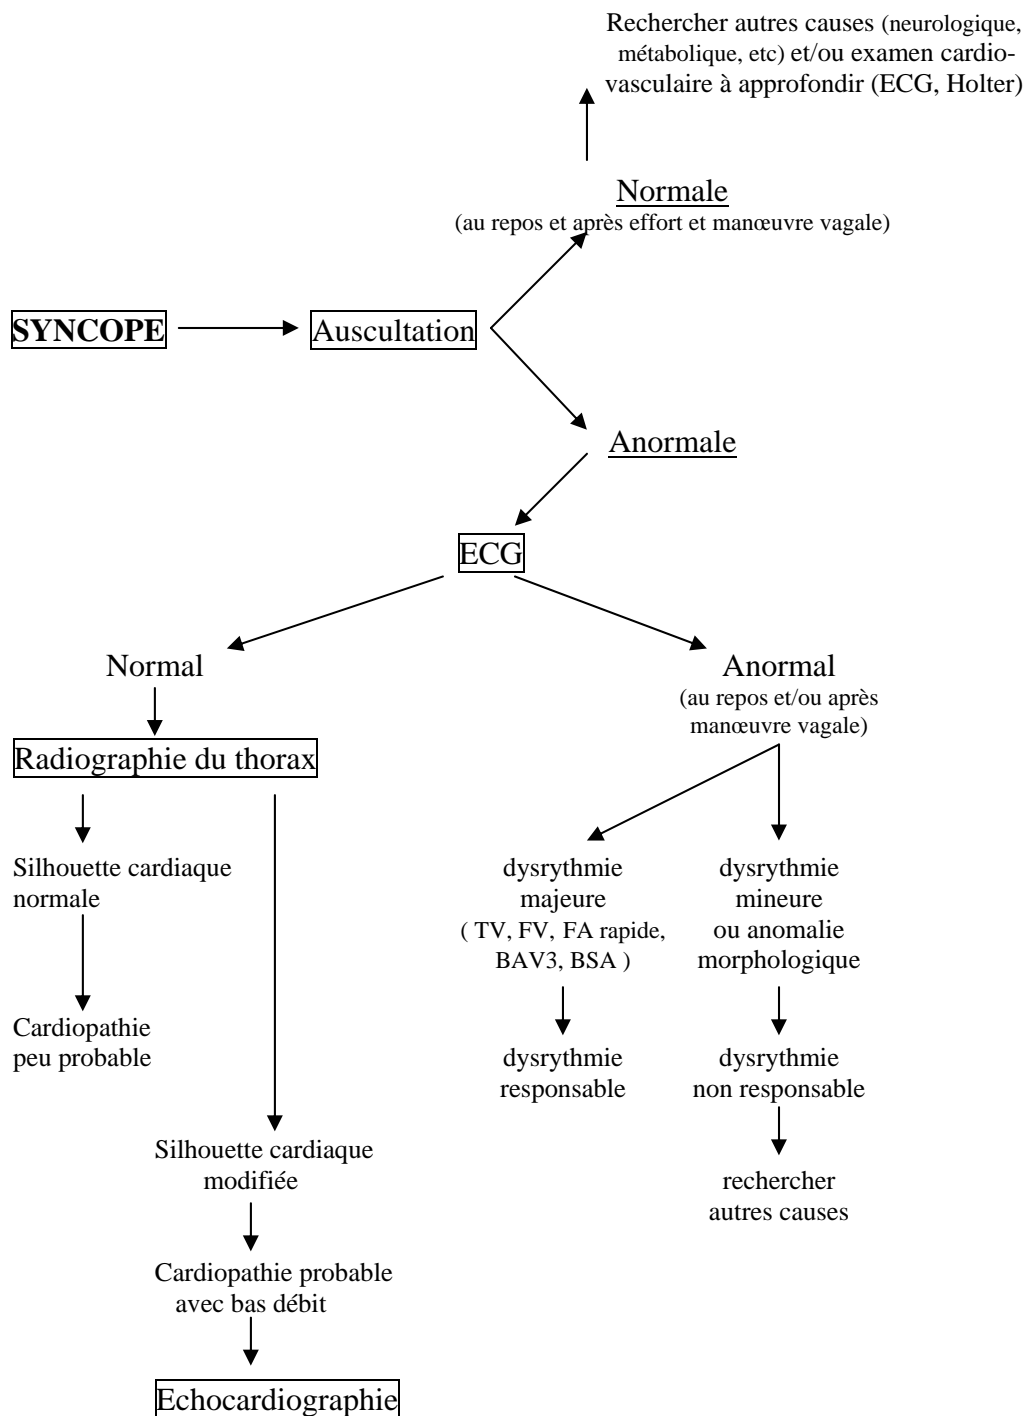 Rechercher autres causes (neurologique,
métabolique, etc) et/ou examen cardio-
vasculaire à approfondir (ECG, Holter)
Normale
(au repos et après effort et manœuvre vagale)
SYNCOPE
Auscultation
Anormale
ECG
Normal
Anormal
(au repos et/ou après
manœuvre vagale)
Radiographie du thorax
Silhouette cardiaque
normale
Cardiopathie
peu probable
dysrythmie
majeure
( TV, FV, FA rapide,
BAV3, BSA )
dysrythmie
responsable
dysrythmie
mineure
ou anomalie
morphologique
dysrythmie
non responsable
rechercher
autres causes
Silhouette cardiaque
modifiée
Cardiopathie probable
avec bas débit
Echocardiographie